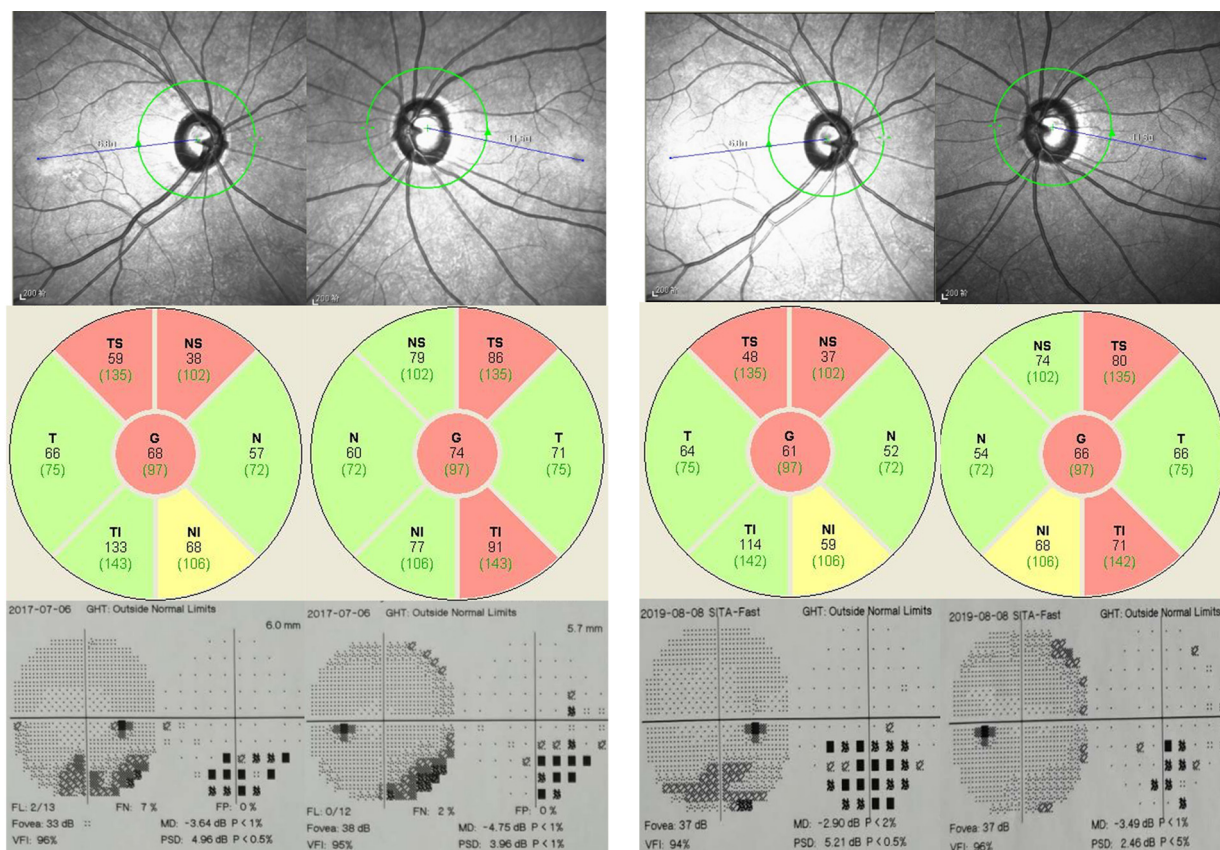 200 µm
200 µm
200 µm
200 µm
TS
59
(135)
NS
38
(102)
T
66
(75)
G
68
(97)
N
57
(72)
TI
133
(143)
NI
68
(106)
NS
79
(102)
TS
86
(135)
N
60
(72)
G
74
(97)
T
71
(75)
NI
77
(106)
TI
91
(143)
TS
48
(135)
NS
37
(102)
T
64
(75)
G
61
(97)
N
52
(72)
TI
114
(142)
NI
59
(106)
NS
74
(102)
TS
80
(135)
N
54
(72)
G
66
(97)
T
66
(75)
NI
68
(106)
TI
71
(142)
2017-07-06 GHT: Outside Normal Limits
6.0 mm
FL: 2/13 FN: 7 % FP: 0 %
Fovea: 33 dB MD: -3.64 dB P < 1%
VFI: 96% PSD: 4.96 dB P < 0.5%
2017-07-06 GHT: Outside Normal Limits
5.7 mm
FL: 0/12 FN: 2 % FP: 0 %
Fovea: 38 dB MD: -4.75 dB P < 1%
VFI: 95% PSD: 3.96 dB P < 1%
2019-08-08 SITA-Fast GHT: Outside Normal Limits
Fovea: 37 dB MD: -2.90 dB P < 2%
VFI: 94% PSD: 5.21 dB P < 0.5%
2019-08-08 SITA-Fast GHT: Outside Normal Limits
Fovea: 37 dB MD: -3.49 dB P < 1%
VFI: 96% PSD: 2.46 dB P < 5%